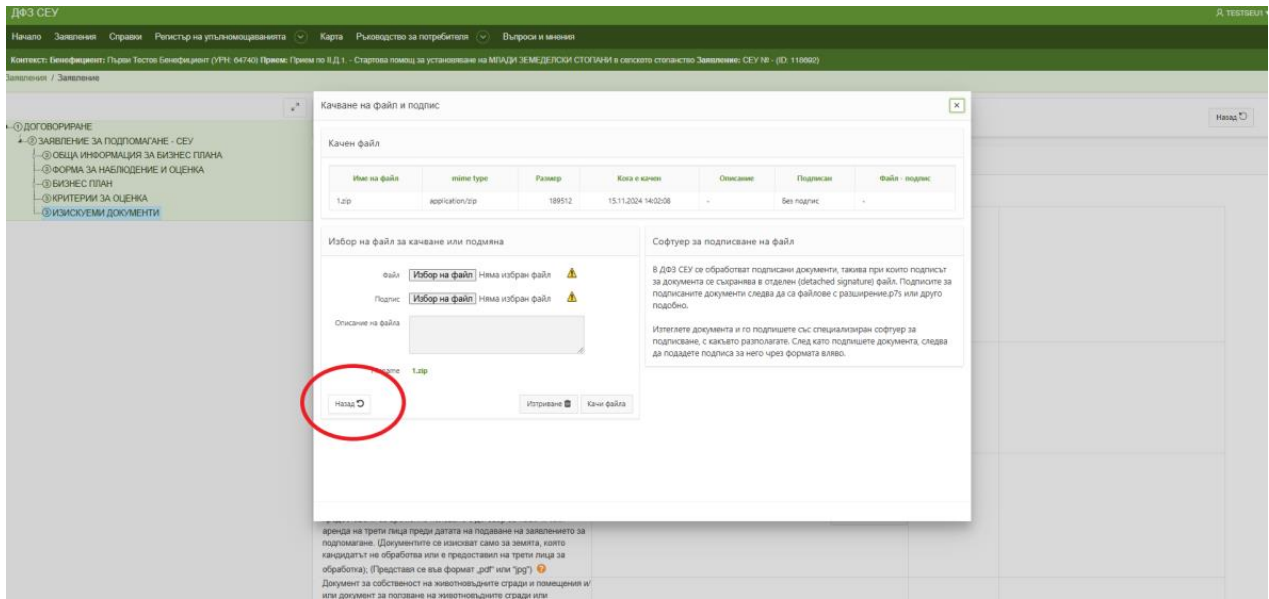 ДФЗ СЕУ
TESTSEU1
Начало Заявления Справки Регистър на упълномощаванията Карта Ръководство за потребителя Въпроси и мнения
Контекст: Бенефициент: Първи Тестов Бенефициент (УРН: 64740) Прием: Прием по II.Д.1. - Стартова помощ за установяване на МЛАДИ ЗЕМЕДЕЛСКИ СТОПАНИ в селското стопанство Заявление: СЕУ № - (ID: 118692)
Заявления / Заявление
Назад
① ДОГОВОРИРАНЕ
② ЗАЯВЛЕНИЕ ЗА ПОДПОМАГАНЕ - СЕУ
③ ОБЩА ИНФОРМАЦИЯ ЗА БИЗНЕС ПЛАНА
③ ФОРМА ЗА НАБЛЮДЕНИЕ И ОЦЕНКА
③ БИЗНЕС ПЛАН
③ КРИТЕРИИ ЗА ОЦЕНКА
③ ИЗИСКУЕМИ ДОКУМЕНТИ
Качване на файл и подпис
Качен файл
Име на файл mime type Размер Кога е качен Описание Подписан Файл - подпис
1.zip application/zip 189512 15.11.2024 14:02:08 - Без подпис -
Избор на файл за качване или подмяна
Файл Избор на файл Няма избран файл
Подпис Избор на файл Няма избран файл
Описание на файла
1.zip
Назад Изтриване Качи файла
Софтуер за подписване на файл
В ДФЗ СЕУ се обработват подписани документи, такива при които подписът
за документа се съхранява в отделен (detached signature) файл. Подписите за
подписаните документи следва да са файлове с разширение.p7s или друго
подобно.
Изтеглете документа и го подпишете със специализиран софтуер за
подписване, с какъвто разполагате. След като подпишете документа, следва
да подадете подписа за него чрез формата вляво.
аренда на трети лица преди датата на подаване на заявлението за
подпомагане. (Документите се изискват само за земята, която
кандидатът не обработва или е предоставил на трети лица за
обработка); (Представя се във формат „pdf" или "jpg")
Документ за собственост на животновъдните сгради и помещения и/
или документ за ползване на животновъдните сгради или